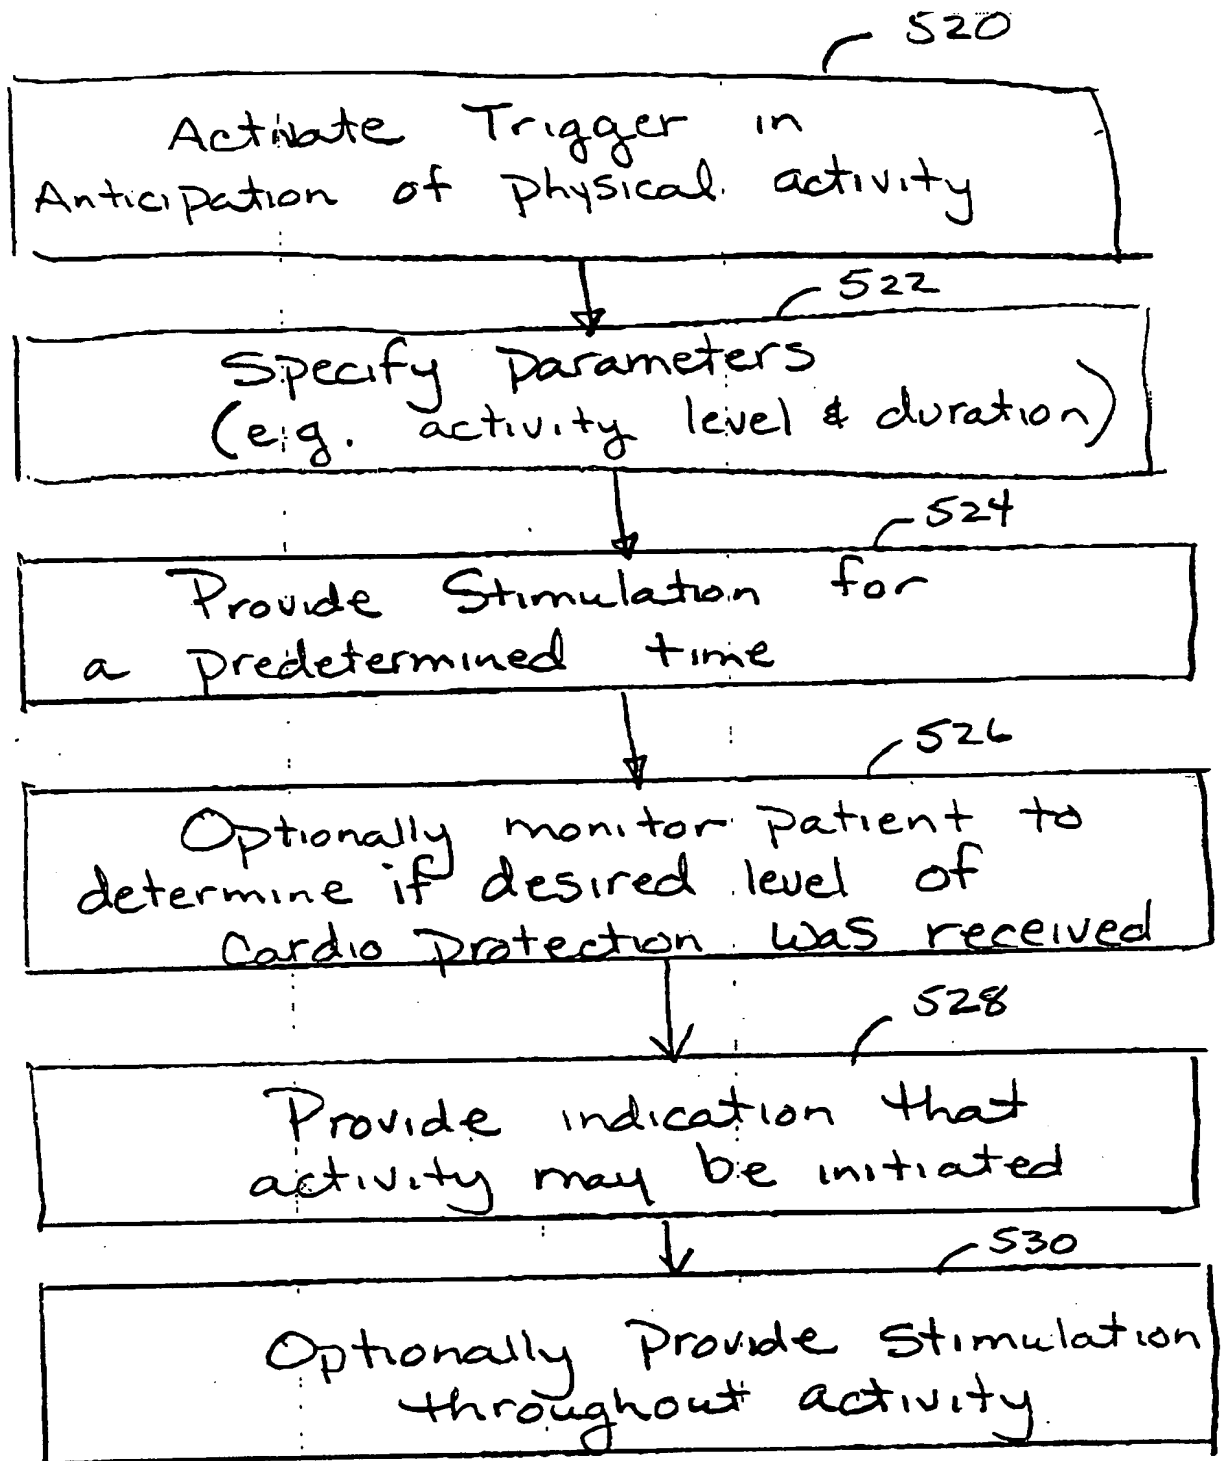 520
Activate Trigger in
Anticipation of physical activity
522
Specify Parameters
(e.g. activity level & duration)
524
Provide Stimulation for
a predetermined time
526
Optionally monitor patient to
determine if desired level of
Cardio protection was received
528
Provide indication that
activity may be initiated
530
Optionally Provide Stimulation
throughout activity